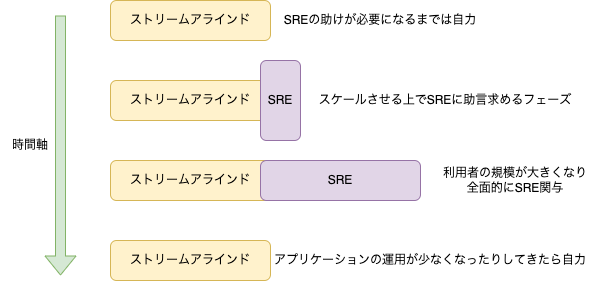 ストリームアラインド
SREの助けが必要になるまでは自力
ストリームアラインド
SRE
スケールさせる上でSREに助言求めるフェーズ
時間軸
ストリームアラインド
SRE
利用者の規模が大きくなり
全面的にSRE関与
ストリームアラインド
アプリケーションの運用が少なくなったりしてきたら自力